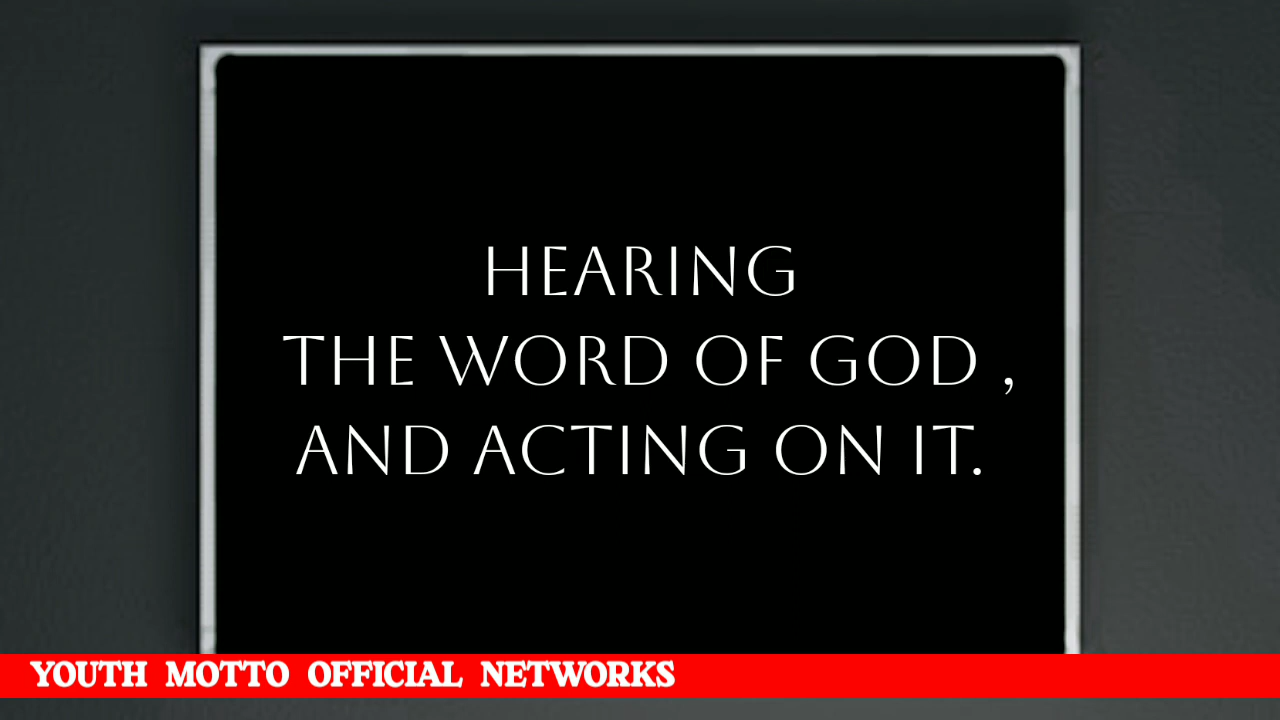 HEARING
THE WORD OF GOD ,
AND ACTING ON IT.
YOUTH MOTTO OFFICIAL NETWORKS